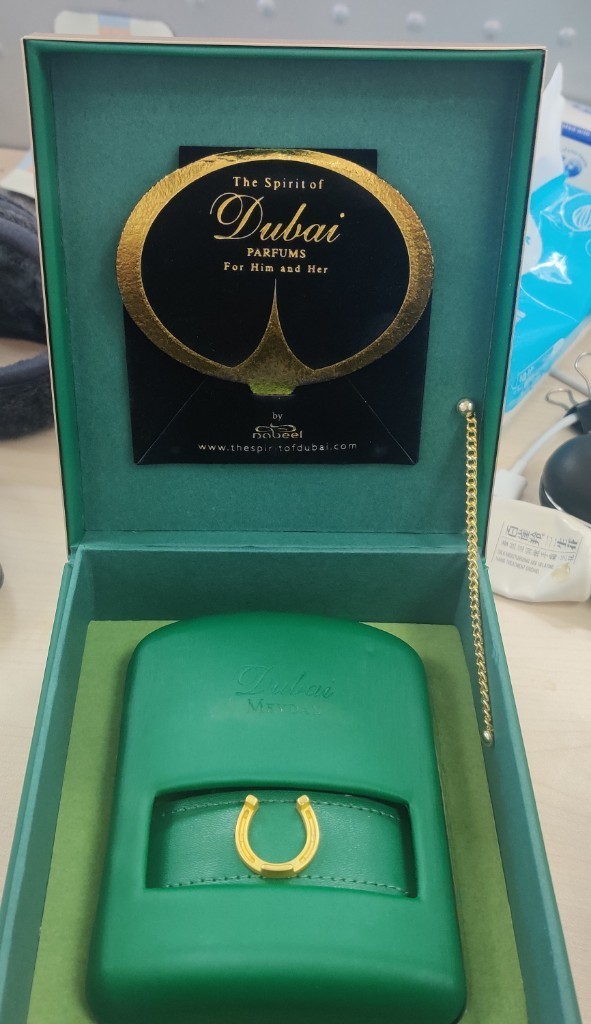 The Spirit of
Dubai
PARFUMS
For Him and Her
by
nabeel
www.thespiritofdubai.com
Dubai